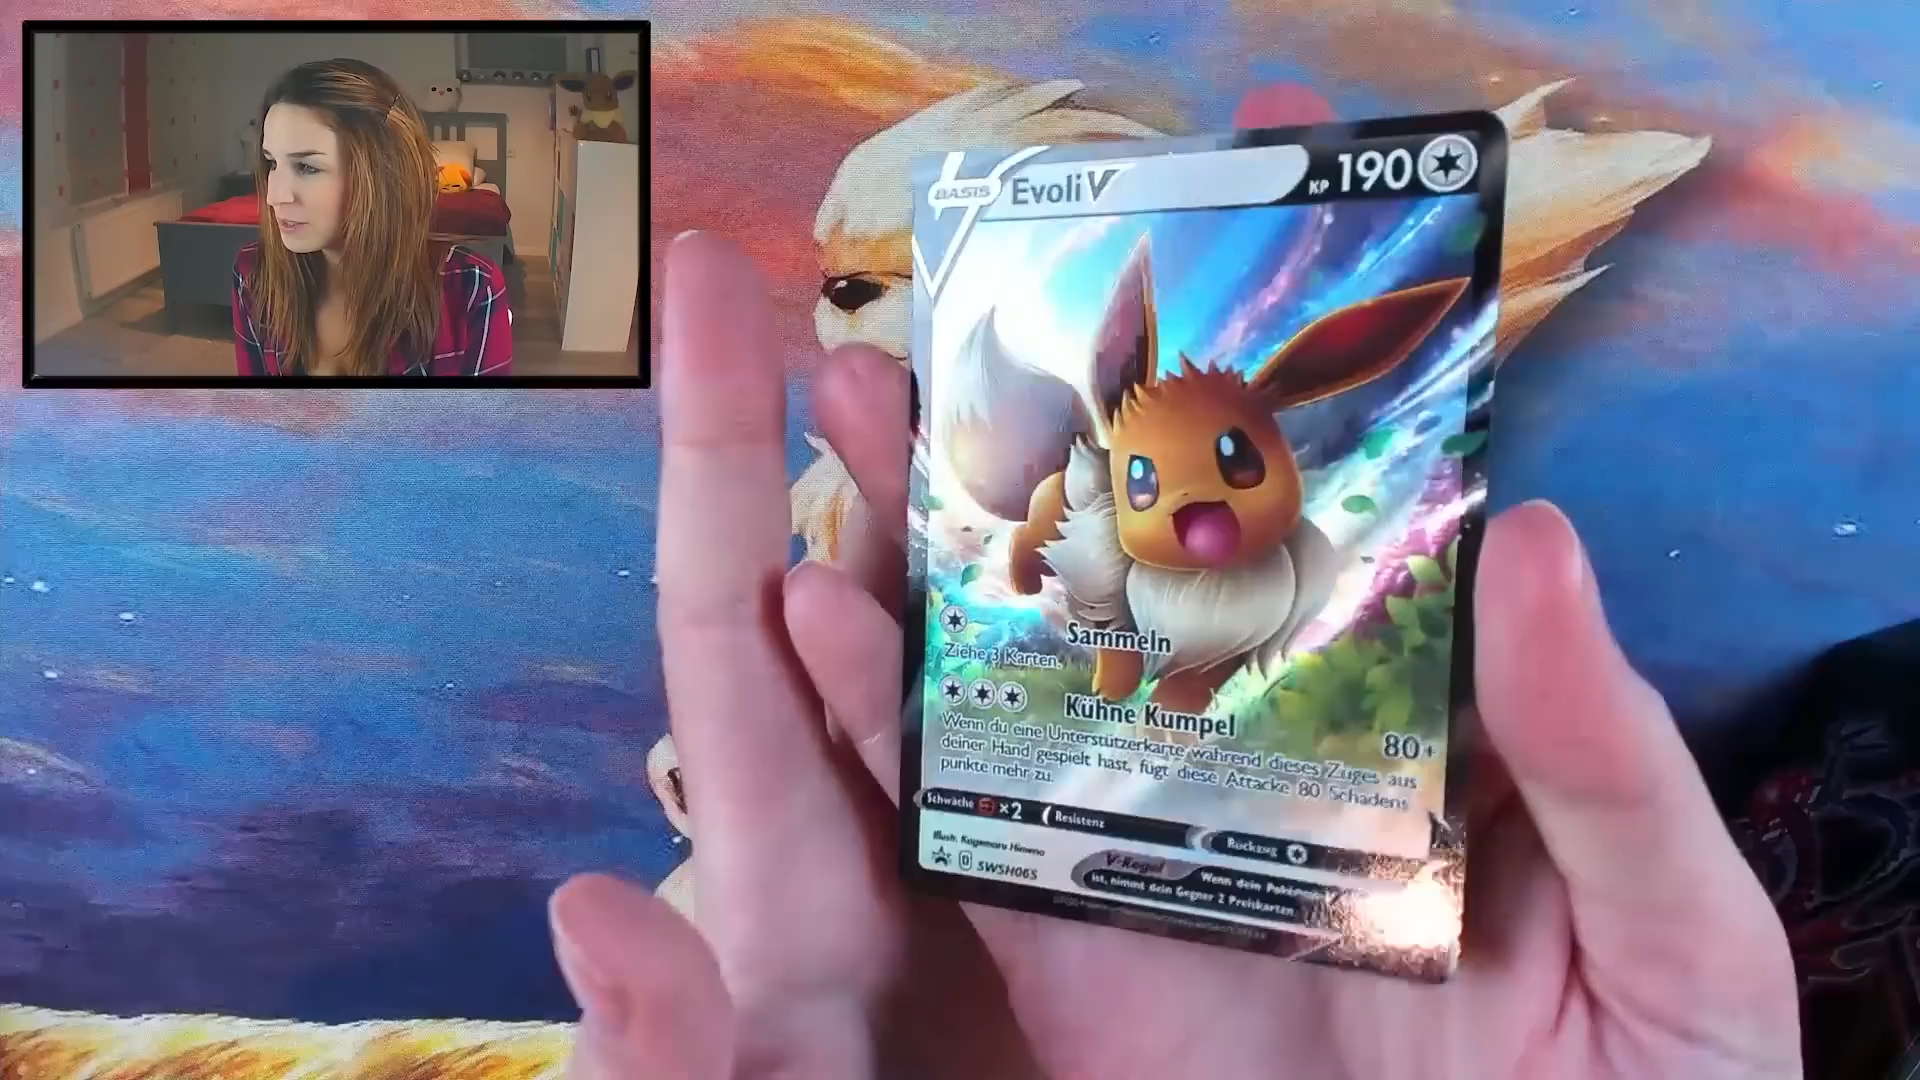 BASIS Evoli V KP 190
Sammeln
Ziehe 3 Karten.
Kühne Kumpel 80+
Wenn du eine Unterstützerkarte während dieses Zuges aus
deiner Hand gespielt hast, fügt diese Attacke 80 Schadens
punkte mehr zu.
Schwäche ×2 Resistenz Rückzug
Illus. Kagemaru Himeno
V-Regel Wenn dein Pokémon
D SWSH065 ist, nimmt dein Gegner 2 Preiskarten.